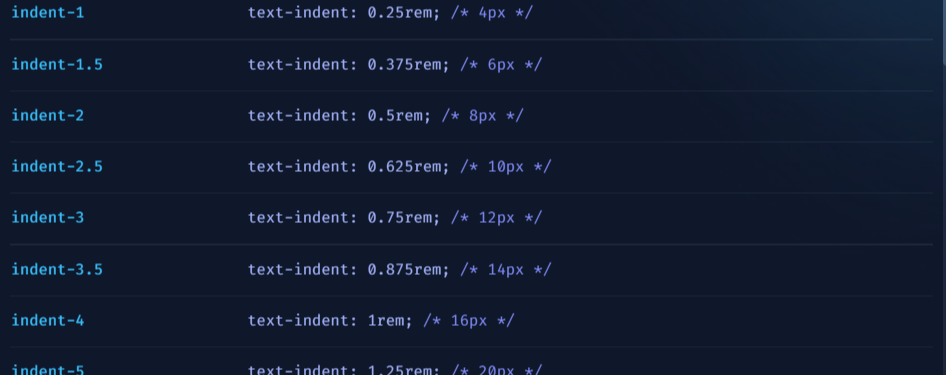 indent-1 text-indent: 0.25rem; /* 4px */
indent-1.5 text-indent: 0.375rem; /* 6px */
indent-2 text-indent: 0.5rem; /* 8px */
indent-2.5 text-indent: 0.625rem; /* 10px */
indent-3 text-indent: 0.75rem; /* 12px */
indent-3.5 text-indent: 0.875rem; /* 14px */
indent-4 text-indent: 1rem; /* 16px */
indent-5 text-indent: 1.25rem; /* 20px */